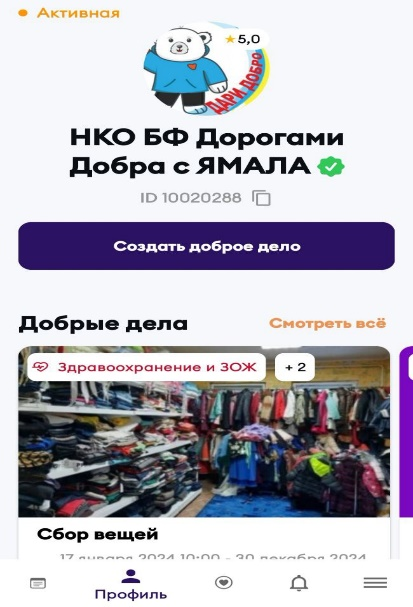 Активная
5,0
ДАРИ ДОБРО
НКО БФ Дорогами
Добра с ЯМАЛА
ID 10020288
Создать доброе дело
Добрые дела
Смотреть всё
Здравоохранение и ЗОЖ
+ 2
Сбор вещей
17 января 2024 10:00 - 30 декабря 2024
Профиль